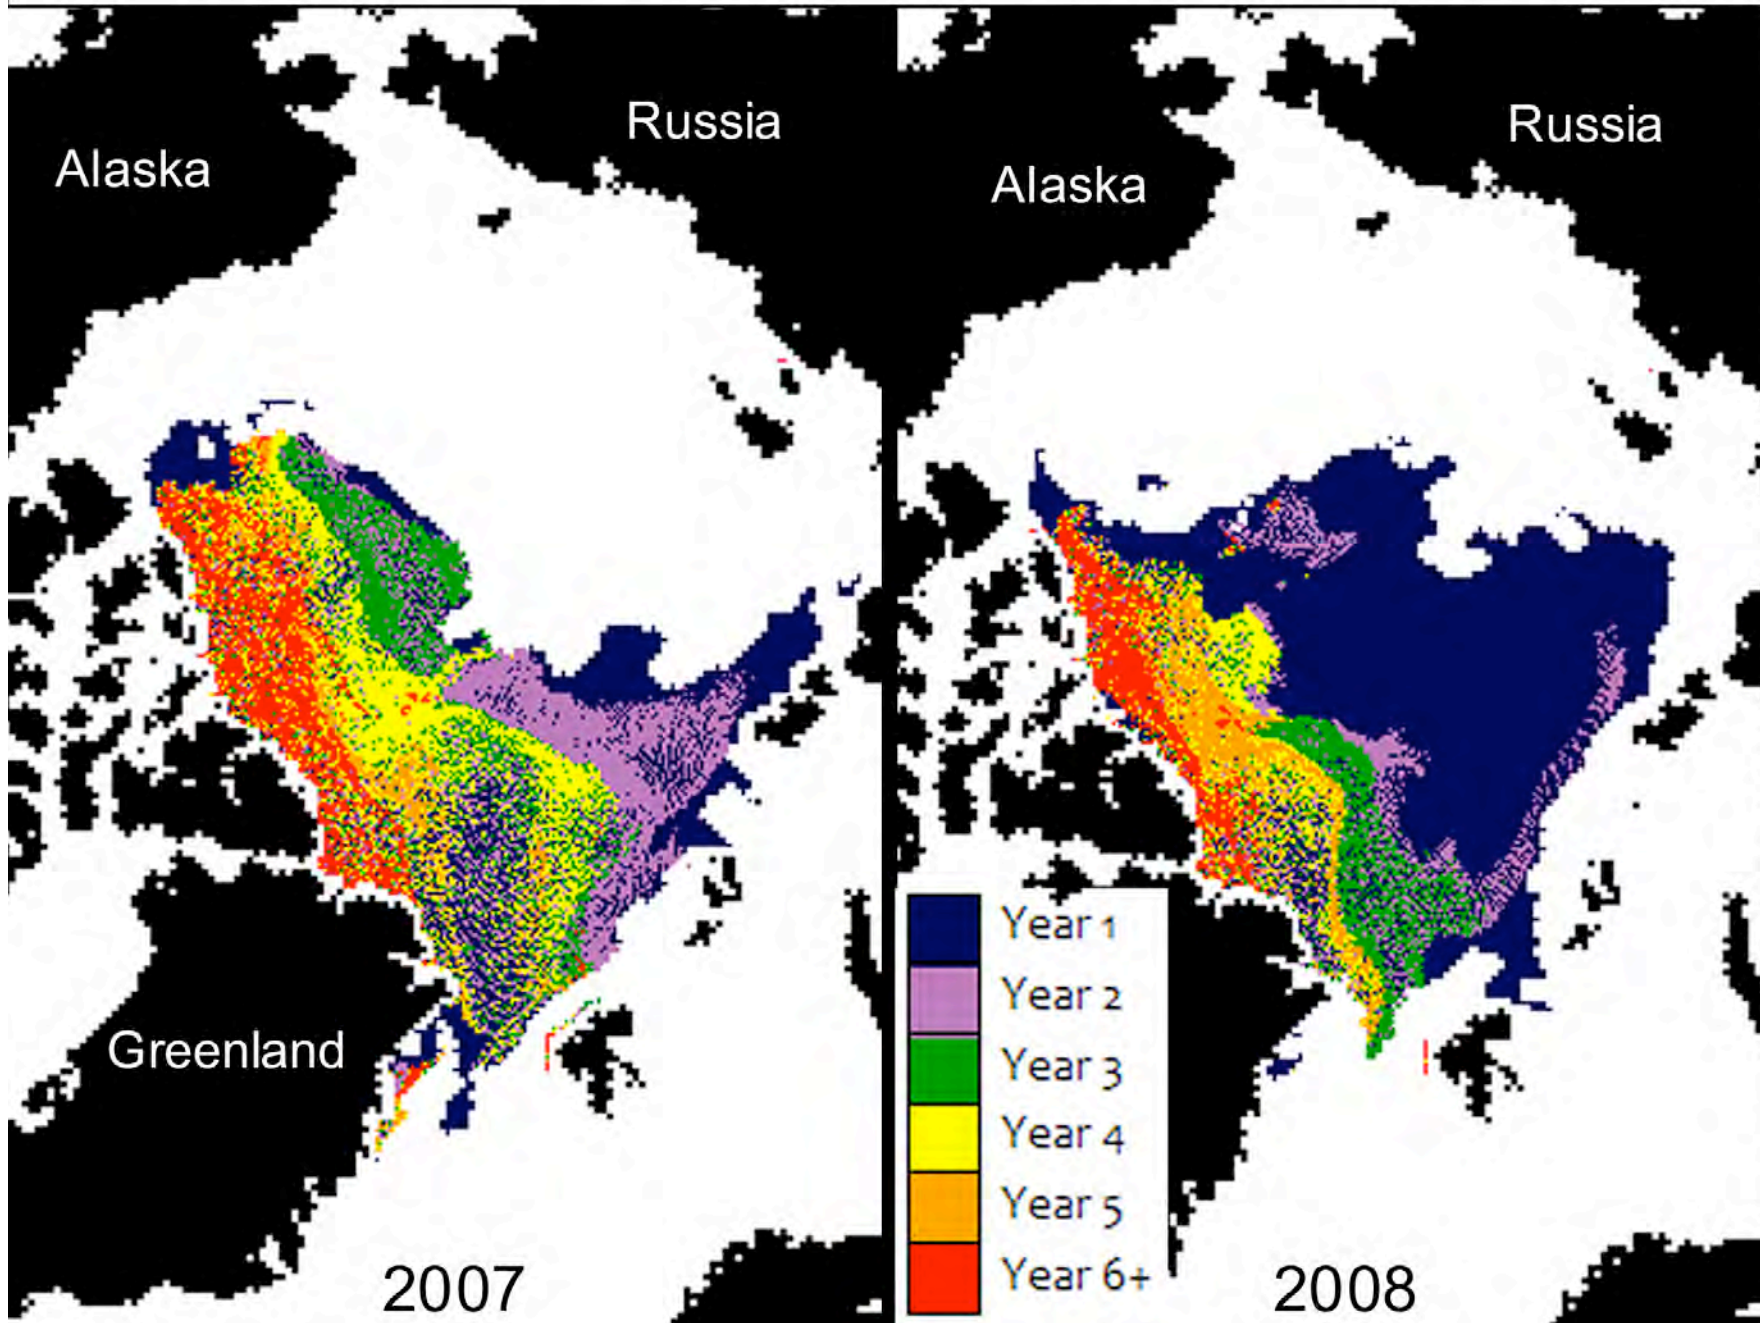 Russia
Alaska
Greenland
2007
Russia
Alaska
Year 1
Year 2
Year 3
Year 4
Year 5
Year 6+
2008